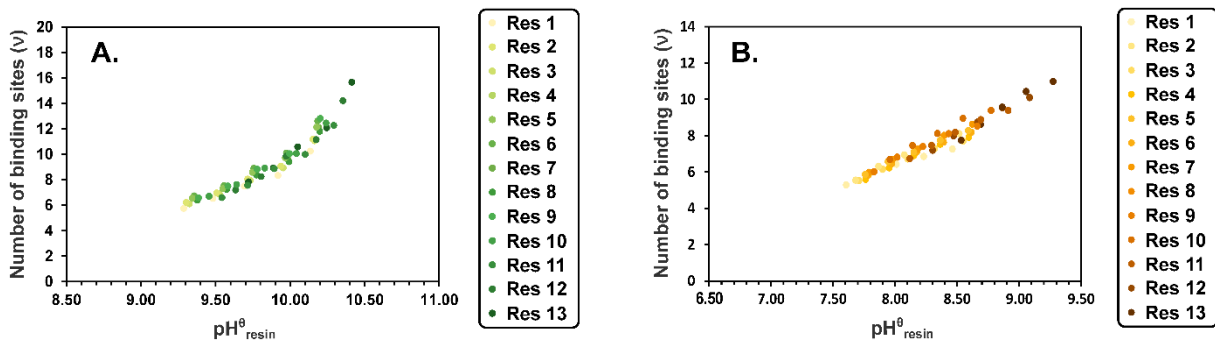 A.
Number of binding sites (ν)
20
18
16
14
12
10
8
6
4
2
0
8.50 9.00 9.50 10.00 10.50 11.00
pHθresin
Res 1
Res 2
Res 3
Res 4
Res 5
Res 6
Res 7
Res 8
Res 9
Res 10
Res 11
Res 12
Res 13
B.
Number of binding sites (ν)
14
12
10
8
6
4
2
0
6.50 7.00 7.50 8.00 8.50 9.00 9.50
pHθresin
Res 1
Res 2
Res 3
Res 4
Res 5
Res 6
Res 7
Res 8
Res 9
Res 10
Res 11
Res 12
Res 13